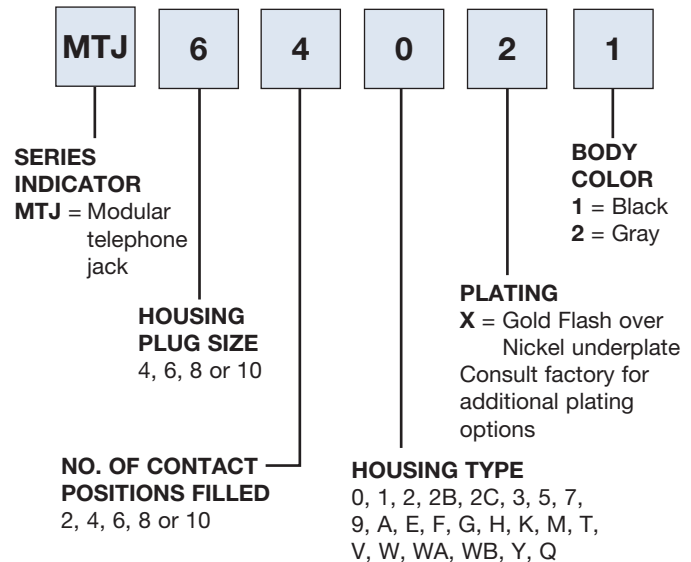 MTJ 6 4 0 2 1
SERIES
INDICATOR
MTJ = Modular
telephone
jack
HOUSING
PLUG SIZE
4, 6, 8 or 10
NO. OF CONTACT
POSITIONS FILLED
2, 4, 6, 8 or 10
HOUSING TYPE
0, 1, 2, 2B, 2C, 3, 5, 7,
9, A, E, F, G, H, K, M, T,
V, W, WA, WB, Y, Q
PLATING
X = Gold Flash over
Nickel underplate
Consult factory for
additional plating
options
BODY
COLOR
1 = Black
2 = Gray